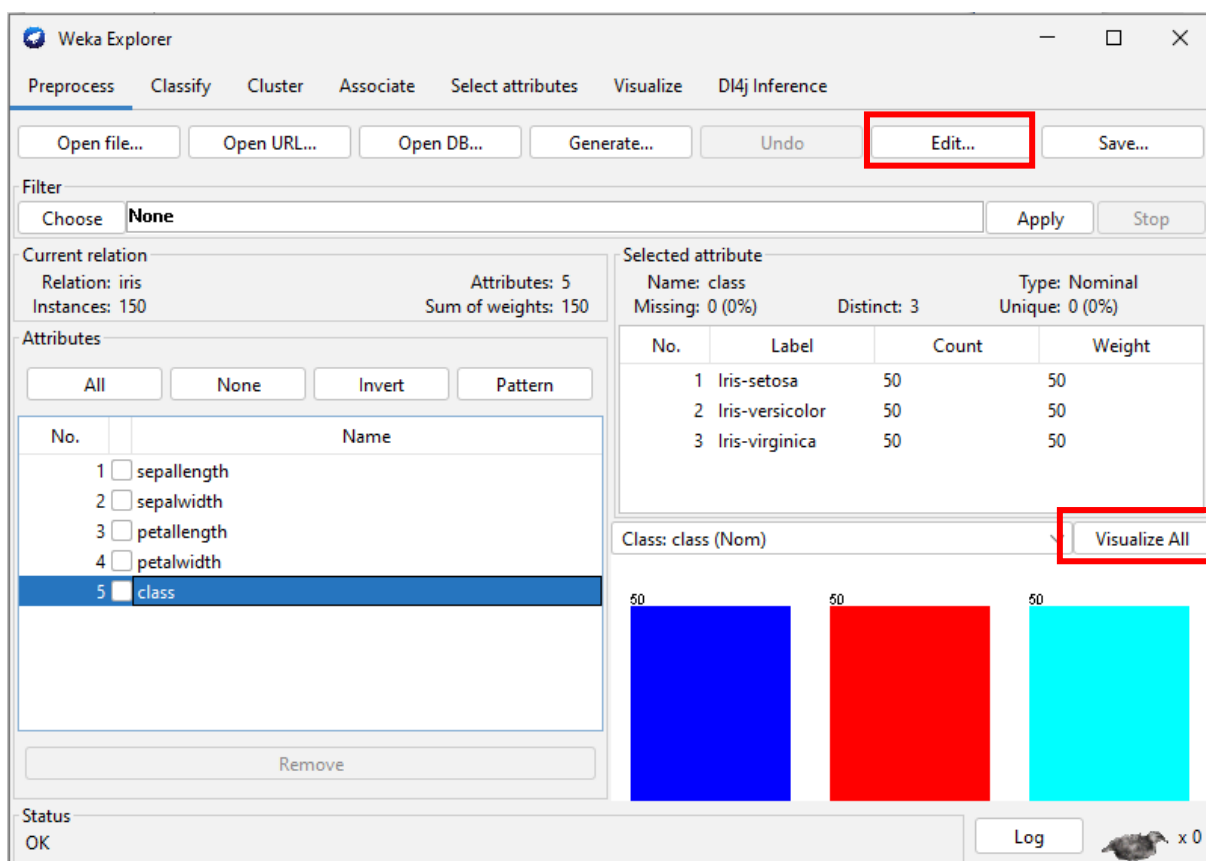 Weka Explorer
Preprocess Classify Cluster Associate Select attributes Visualize Dl4j Inference
Open file... Open URL... Open DB... Generate... Undo Edit... Save...
Filter
Choose None Apply Stop
Current relation
Relation: iris Attributes: 5
Instances: 150 Sum of weights: 150
Attributes
All None Invert Pattern
No. Name
1 sepallength
2 sepalwidth
3 petallength
4 petalwidth
5 class
Remove
Selected attribute
Name: class Type: Nominal
Missing: 0 (0%) Distinct: 3 Unique: 0 (0%)
No. Label Count Weight
1 Iris-setosa 50 50
2 Iris-versicolor 50 50
3 Iris-virginica 50 50
Class: class (Nom) Visualize All
50 50 50
Status
OK
Log x 0